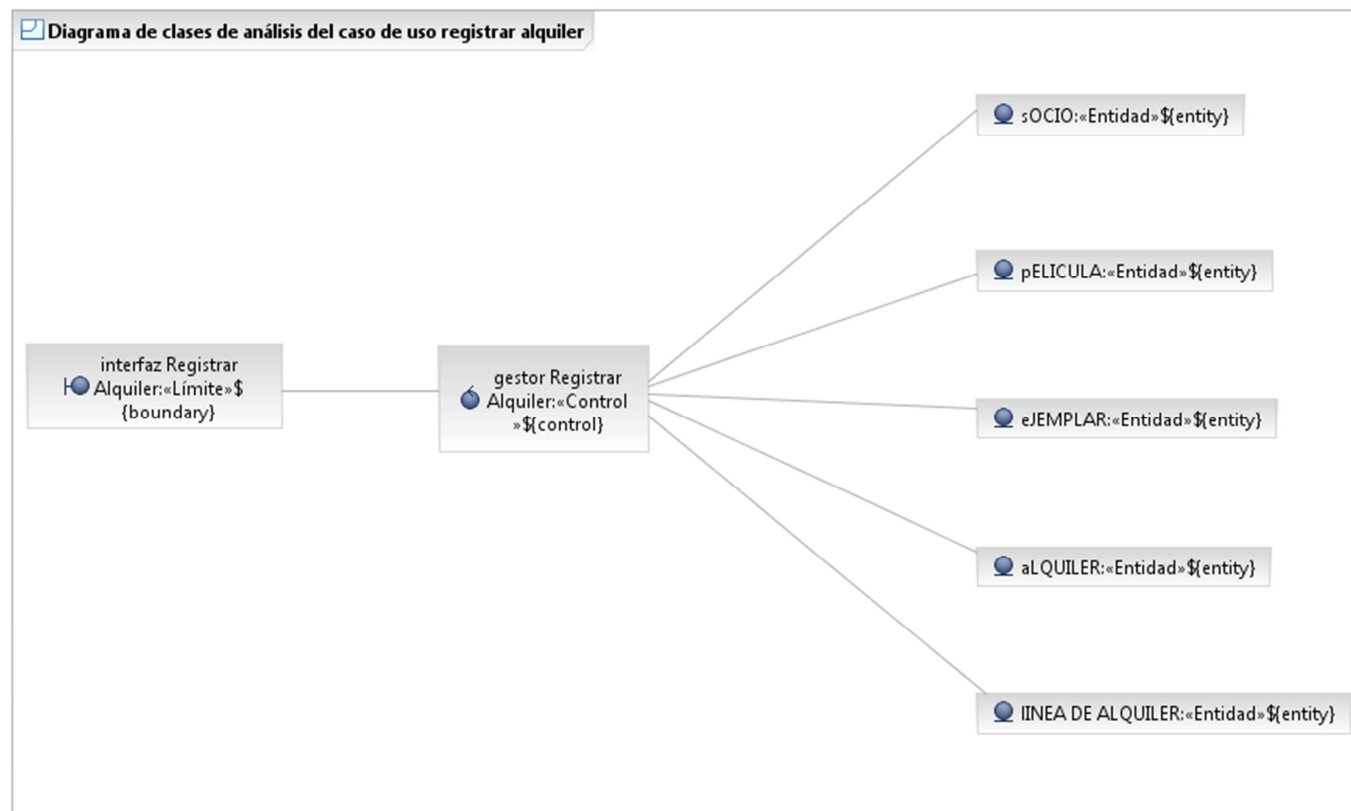 Diagrama de clases de análisis del caso de uso registrar alquiler
sOCIO:«Entidad»${entity}
pELICULA:«Entidad»${entity}
interfaz Registrar
Alquiler:«Límite»$
{boundary}
gestor Registrar
Alquiler:«Control
»${control}
eJEMPLAR:«Entidad»${entity}
aLQUILER:«Entidad»${entity}
lINEA DE ALQUILER:«Entidad»${entity}